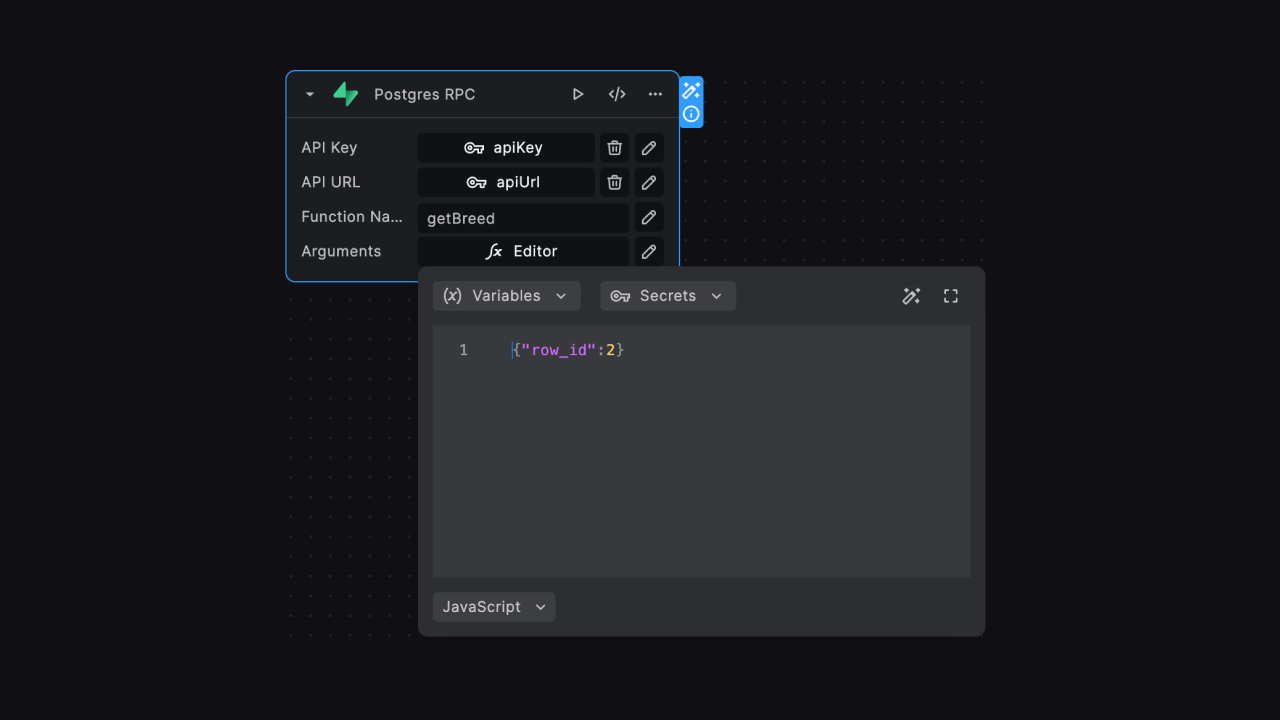 Postgres RPC
API Key
apiKey
API URL
apiUrl
Function Na...
getBreed
Arguments
Editor
Variables
Secrets
1 {"row_id":2}
JavaScript